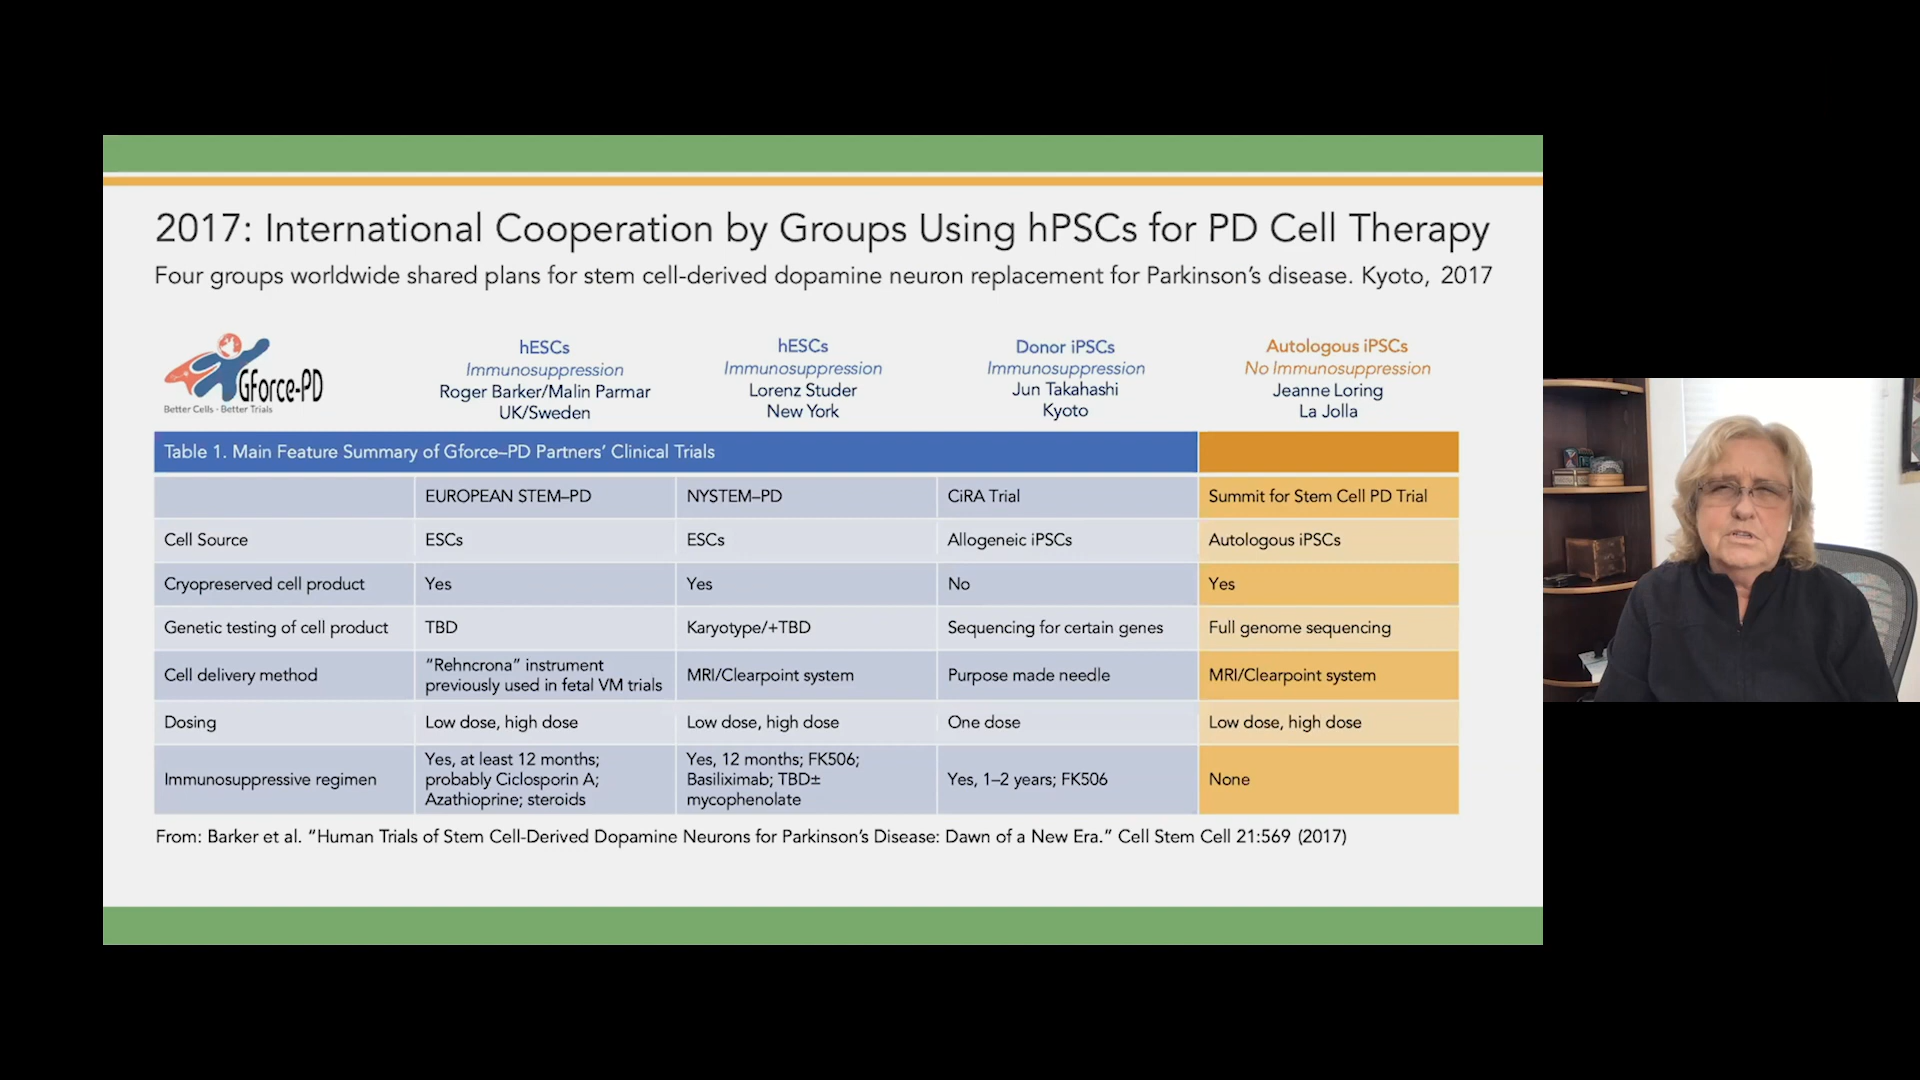 2017: International Cooperation by Groups Using hPSCs for PD Cell Therapy
Four groups worldwide shared plans for stem cell-derived dopamine neuron replacement for Parkinson's disease. Kyoto, 2017
GForce-PD
Better Cells - Better Trials
hESCs
Immunosuppression
Roger Barker/Malin Parmar
UK/Sweden
hESCs
Immunosuppression
Lorenz Studer
New York
Donor iPSCs
Immunosuppression
Jun Takahashi
Kyoto
Autologous iPSCs
No Immunosuppression
Jeanne Loring
La Jolla
Table 1. Main Feature Summary of Gforce–PD Partners' Clinical Trials
EUROPEAN STEM–PD
NYSTEM–PD
CiRA Trial
Summit for Stem Cell PD Trial
Cell Source
ESCs
ESCs
Allogeneic iPSCs
Autologous iPSCs
Cryopreserved cell product
Yes
Yes
No
Yes
Genetic testing of cell product
TBD
Karyotype/+TBD
Sequencing for certain genes
Full genome sequencing
Cell delivery method
"Rehncrona" instrument
previously used in fetal VM trials
MRI/Clearpoint system
Purpose made needle
MRI/Clearpoint system
Dosing
Low dose, high dose
Low dose, high dose
One dose
Low dose, high dose
Immunosuppressive regimen
Yes, at least 12 months;
probably Ciclosporin A;
Azathioprine; steroids
Yes, 12 months; FK506;
Basiliximab; TBD±
mycophenolate
Yes, 1–2 years; FK506
None
From: Barker et al. "Human Trials of Stem Cell-Derived Dopamine Neurons for Parkinson's Disease: Dawn of a New Era." Cell Stem Cell 21:569 (2017)